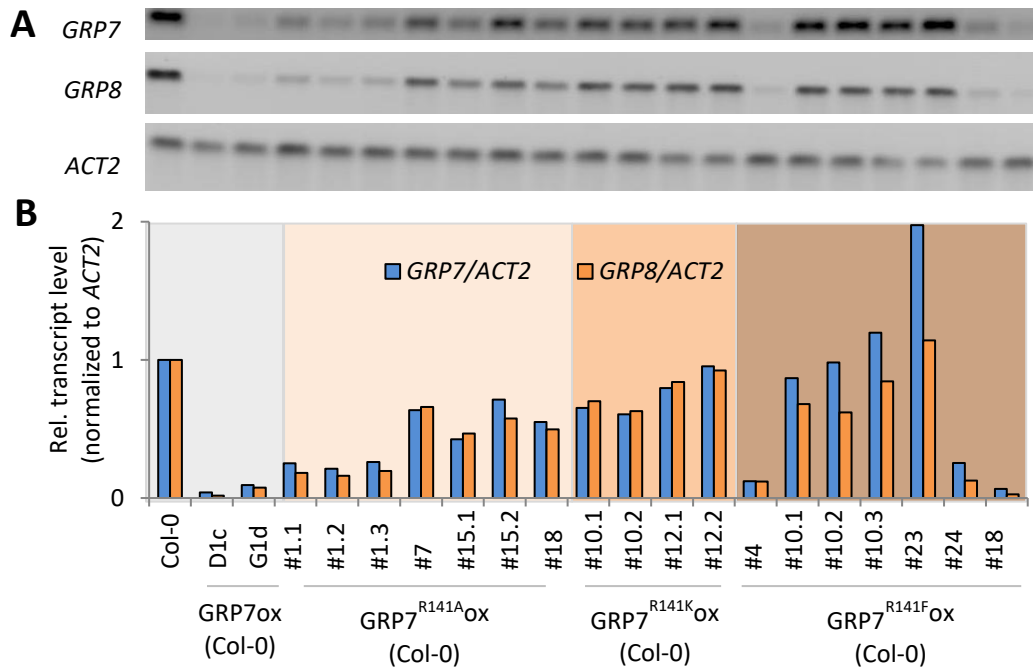 A
GRP7
GRP8
ACT2
B
Rel. transcript level
(normalized to ACT2)
2
1
0
GRP7/ACT2 GRP8/ACT2
Col-0 D1c G1d #1.1 #1.2 #1.3 #7 #15.1 #15.2 #18 #10.1 #10.2 #12.1 #12.2 #4 #10.1 #10.2 #10.3 #23 #24 #18
GRP7ox GRP7R141Aox GRP7R141Kox GRP7R141Fox
(Col-0) (Col-0) (Col-0) (Col-0)